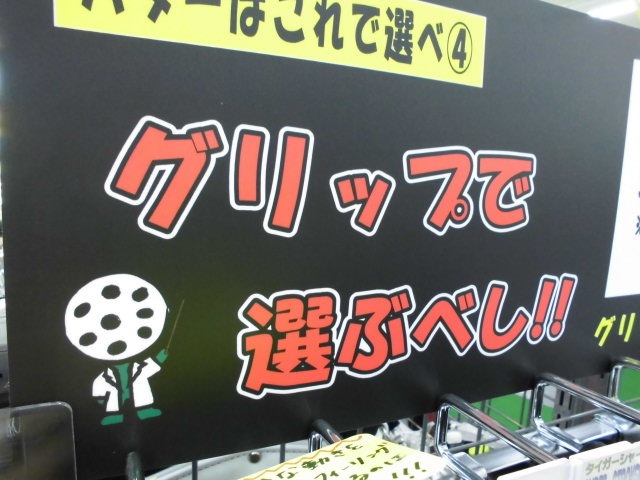 パターはこれで選べ④
グリップで
選ぶべし!!
グリ
タイガーシャー